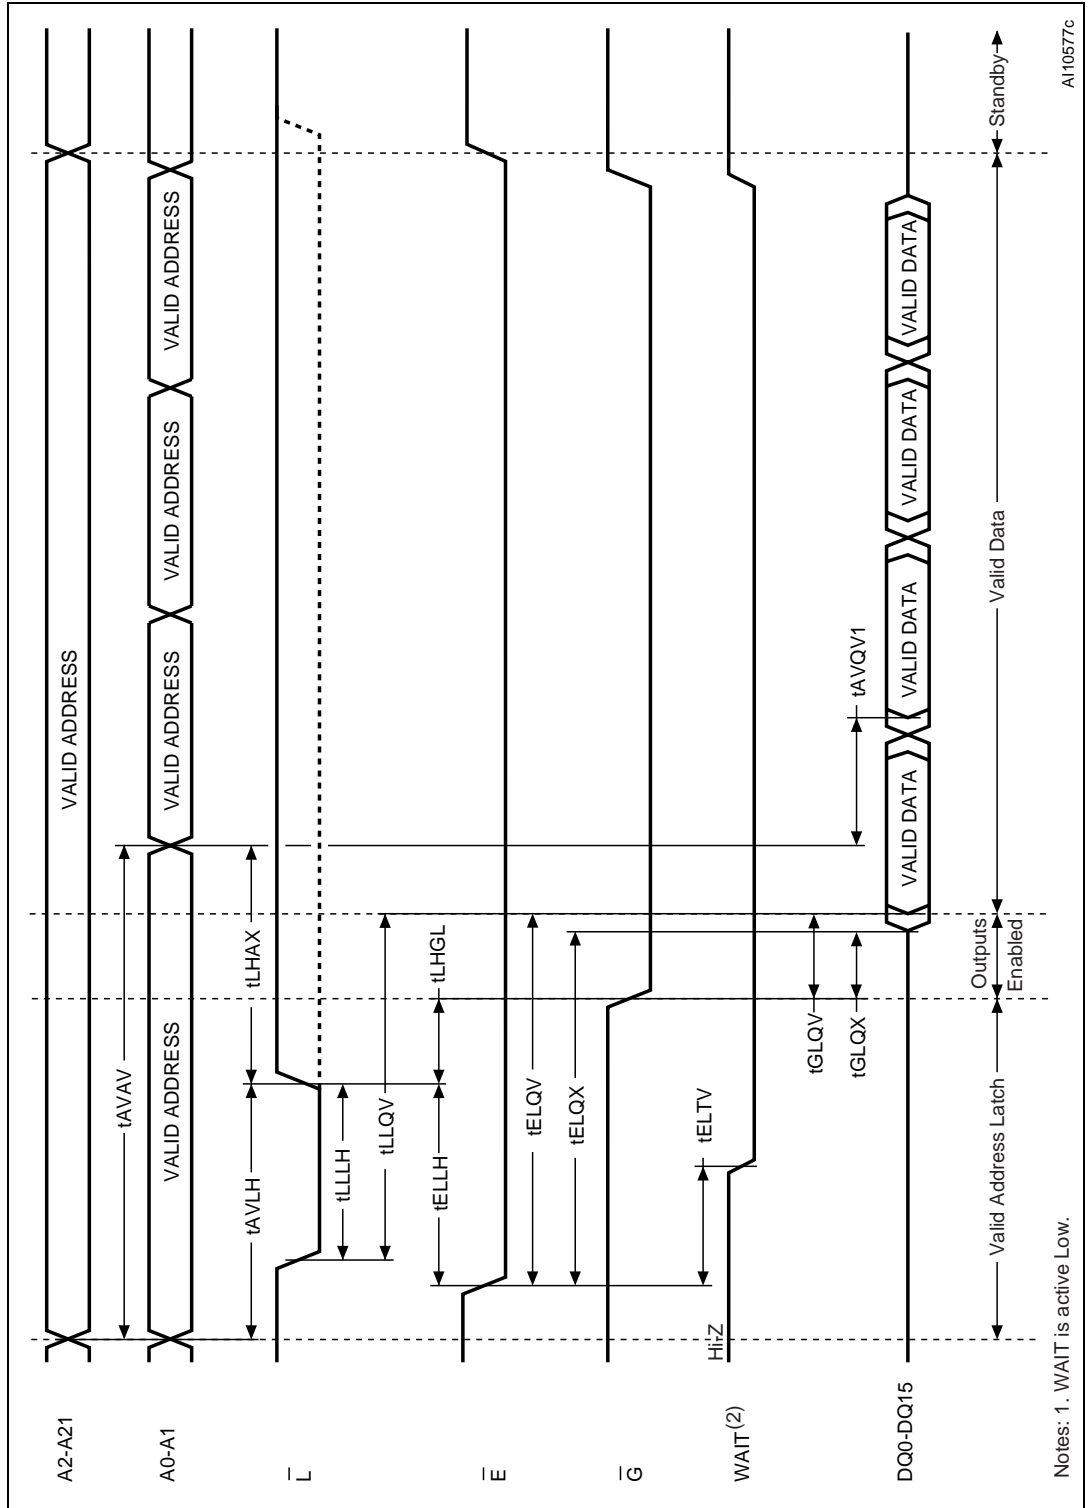 A2-A21
VALID ADDRESS
tAVAV
A0-A1
VALID ADDRESS
VALID ADDRESS
VALID ADDRESS
VALID ADDRESS
tAVLH
tLHAX
L
tLLLH
tLLQV
tELLH
tLHGL
E
tELQV
tELQX
G
tELTV
WAIT(2)
Hi-Z
tGLQV
tGLQX
tAVQV1
DQ0-DQ15
VALID DATA
VALID DATA
VALID DATA
VALID DATA
Valid Address Latch
Outputs
Enabled
Valid Data
Standby
Notes: 1. WAIT is active Low.
AI10577c